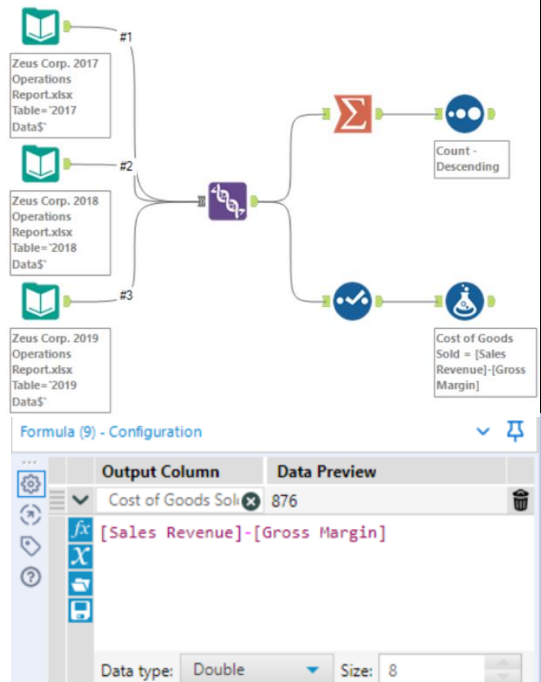 #1
Zeus Corp. 2017
Operations
Report.xlsx
Table=`2017
Data$`
#2
Zeus Corp. 2018
Operations
Report.xlsx
Table=`2018
Data$`
#3
Zeus Corp. 2019
Operations
Report.xlsx
Table=`2019
Data$`
Count -
Descending
Cost of Goods
Sold = [Sales
Revenue]-[Gross
Margin]
Formula (9) - Configuration
Output Column Data Preview
Cost of Goods Sol 876
[Sales Revenue]-[Gross Margin]
Data type: Double Size: 8